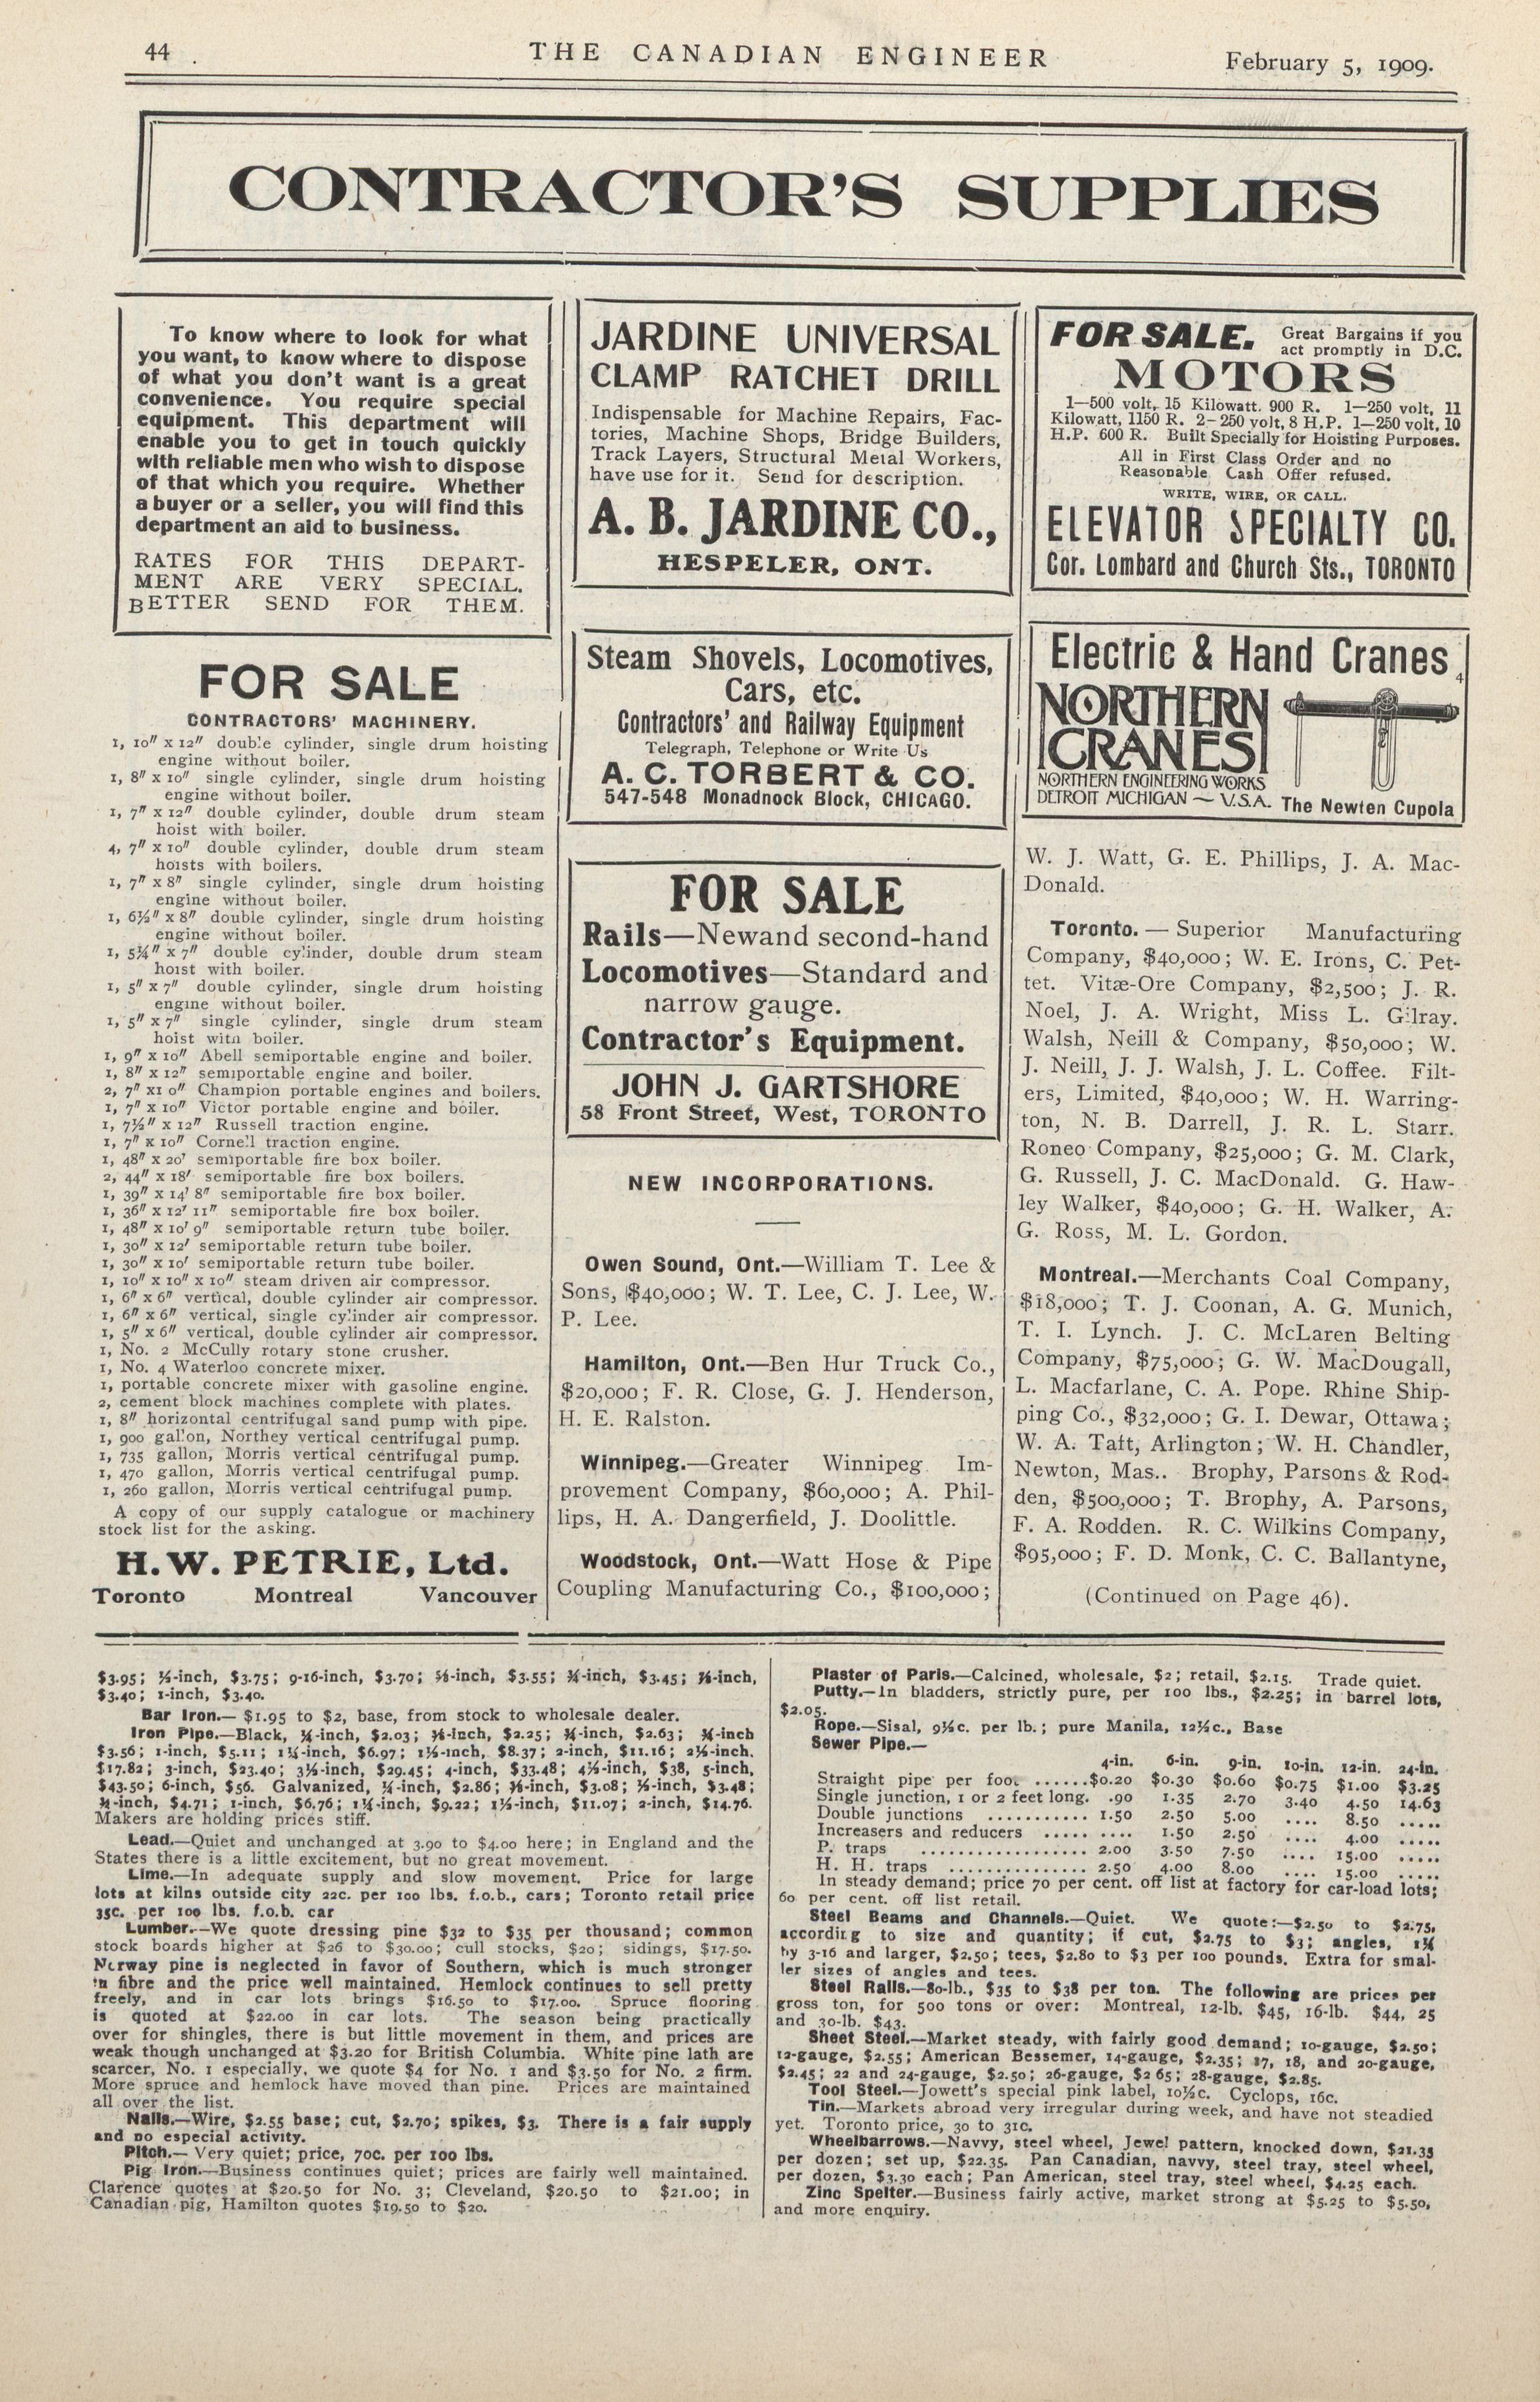 44
THE CANADIAN ENGINEER
February 5, 1909.
CONTRACTOR'S SUPPLIES
To know where to look for what
you want, to know where to dispose
of what you don't want is a great
convenience. You require special
equipment. This department will
enable you to get in touch quickly
with reliable men who wish to dispose
of that which you require. Whether
a buyer or a seller, you will find this
department an aid to business.
RATES FOR THIS DEPART-
MENT ARE VERY SPECIAL.
BETTER SEND FOR THEM.
FOR SALE
CONTRACTORS' MACHINERY.
1, 10" x 12" double cylinder, single drum hoisting
engine without boiler.
1, 8" x 10" single cylinder, single drum hoisting
engine without boiler.
1, 7" x 12" double cylinder, double drum steam
hoist with boiler.
4, 7" x 10" double cylinder, double drum steam
hoists with boilers.
1, 7" x 8" single cylinder, single drum hoisting
engine without boiler.
1, 6½" x 8" double cylinder, single drum hoisting
engine without boiler.
1, 5¼" x 7" double cylinder, double drum steam
hoist with boiler.
1, 5" x 7" double cylinder, single drum hoisting
engine without boiler.
1, 5" x 7" single cylinder, single drum steam
hoist with boiler.
1, 9" x 10" Abell semiportable engine and boiler.
1, 8" x 12" semiportable engine and boiler.
2, 7" x1 0" Champion portable engines and boilers.
1, 7" x 10" Victor portable engine and boiler.
1, 7½" x 12" Russell traction engine.
1, 7" x 10" Cornell traction engine.
1, 48" x 20' semiportable fire box boiler.
2, 44" x 18' semiportable fire box boilers.
1, 39" x 14' 8" semiportable fire box boiler.
1, 36" x 12' 11" semiportable fire box boiler.
1, 48" x 10' 9" semiportable return tube boiler.
1, 30" x 12' semiportable return tube boiler.
1, 30" x 10' semiportable return tube boiler.
1, 10" x 10" x 10" steam driven air compressor.
1, 6" x 6" vertical, double cylinder air compressor.
1, 6" x 6" vertical, single cylinder air compressor.
1, 5" x 6" vertical, double cylinder air compressor.
1, No. 2 McCully rotary stone crusher.
1, No. 4 Waterloo concrete mixer.
1, portable concrete mixer with gasoline engine.
2, cement block machines complete with plates.
1, 8" horizontal centrifugal sand pump with pipe.
1, 900 gallon, Northey vertical centrifugal pump.
1, 735 gallon, Morris vertical centrifugal pump.
1, 470 gallon, Morris vertical centrifugal pump.
1, 260 gallon, Morris vertical centrifugal pump.
A copy of our supply catalogue or machinery
stock list for the asking.
H. W. PETRIE, Ltd.
Toronto Montreal Vancouver
JARDINE UNIVERSAL
CLAMP RATCHET DRILL
Indispensable for Machine Repairs, Fac-
tories, Machine Shops, Bridge Builders,
Track Layers, Structural Metal Workers,
have use for it. Send for description.
A. B. JARDINE CO.,
HESPELER, ONT.
Steam Shovels, Locomotives,
Cars, etc.
Contractors' and Railway Equipment
Telegraph, Telephone or Write Us
A. C. TORBERT & CO.
547-548 Monadnock Block, CHICAGO.
FOR SALE
Rails—Newand second-hand
Locomotives—Standard and
narrow gauge.
Contractor's Equipment.
JOHN J. GARTSHORE
58 Front Street, West, TORONTO
NEW INCORPORATIONS.
Owen Sound, Ont.—William T. Lee &
Sons, $40,000; W. T. Lee, C. J. Lee, W.
P. Lee.
Hamilton, Ont.—Ben Hur Truck Co.,
$20,000; F. R. Close, G. J. Henderson,
H. E. Ralston.
Winnipeg.—Greater Winnipeg Im-
provement Company, $60,000; A. Phil-
lips, H. A. Dangerfield, J. Doolittle.
Woodstock, Ont.—Watt Hose & Pipe
Coupling Manufacturing Co., $100,000;
FOR SALE. Great Bargains if you
act promptly in D.C.
MOTORS
1—500 volt, 15 Kilowatt. 900 R. 1—250 volt, 11
Kilowatt, 1150 R. 2—250 volt, 8 H.P. 1—250 volt, 10
H.P. 600 R. Built Specially for Hoisting Purposes.
All in First Class Order and no
Reasonable Cash Offer refused.
WRITE, WIRE, OR CALL.
ELEVATOR SPECIALTY CO.
Cor. Lombard and Church Sts., TORONTO
Electric & Hand Cranes
4
NORTHERN
CRANES
NORTHERN ENGINEERING WORKS
DETROIT MICHIGAN — U.S.A. The Newten Cupola
W. J. Watt, G. E. Phillips, J. A. Mac-
Donald.
Toronto. — Superior Manufacturing
Company, $40,000; W. E. Irons, C. Pet-
tet. Vitæ-Ore Company, $2,500; J. R.
Noel, J. A. Wright, Miss L. Gilray.
Walsh, Neill & Company, $50,000; W.
J. Neill, J. J. Walsh, J. L. Coffee. Filt-
ers, Limited, $40,000; W. H. Warring-
ton, N. B. Darrell, J. R. L. Starr.
Roneo Company, $25,000; G. M. Clark,
G. Russell, J. C. MacDonald. G. Haw-
ley Walker, $40,000; G. H. Walker, A.
G. Ross, M. L. Gordon.
Montreal.—Merchants Coal Company,
$18,000; T. J. Coonan, A. G. Munich,
T. I. Lynch. J. C. McLaren Belting
Company, $75,000; G. W. MacDougall,
L. Macfarlane, C. A. Pope. Rhine Ship-
ping Co., $32,000; G. I. Dewar, Ottawa;
W. A. Taft, Arlington; W. H. Chandler,
Newton, Mas.. Brophy, Parsons & Rod-
den, $500,000; T. Brophy, A. Parsons,
F. A. Rodden. R. C. Wilkins Company,
$95,000; F. D. Monk, C. C. Ballantyne,
(Continued on Page 46).
$3.95; ½-inch, $3.75; 9-16-inch, $3.70; ⅝-inch, $3.55; ¾-inch, $3.45; ⅞-inch,
$3.40; 1-inch, $3.40.
Bar Iron.— $1.95 to $2, base, from stock to wholesale dealer.
Iron Pipe.—Black, ¼-inch, $2.03; ⅜-inch, $2.25; ½-inch, $2.63; ¾-inch
$3.56; 1-inch, $5.11; 1¼-inch, $6.97; 1½-inch, $8.37; 2-inch, $11.16; 2½-inch.
$17.82; 3-inch, $23.40; 3½-inch, $29.45; 4-inch, $33.48; 4½-inch, $38, 5-inch,
$43.50; 6-inch, $56. Galvanized, ¼-inch, $2.86; ⅜-inch, $3.08; ½-inch, $3.48;
¾-inch, $4.71; 1-inch, $6.76; 1¼-inch, $9.22; 1½-inch, $11.07; 2-inch, $14.76.
Makers are holding prices stiff.
Lead.—Quiet and unchanged at 3.90 to $4.00 here; in England and the
States there is a little excitement, but no great movement.
Lime.—In adequate supply and slow movement. Price for large
lots at kilns outside city 22c. per 100 lbs. f.o.b., cars; Toronto retail price
35c. per 100 lbs. f.o.b. car
Lumber.—We quote dressing pine $32 to $35 per thousand; common
stock boards higher at $26 to $30.00; cull stocks, $20; sidings, $17.50.
Norway pine is neglected in favor of Southern, which is much stronger
in fibre and the price well maintained. Hemlock continues to sell pretty
freely, and in car lots brings $16.50 to $17.00. Spruce flooring
is quoted at $22.00 in car lots. The season being practically
over for shingles, there is but little movement in them, and prices are
weak though unchanged at $3.20 for British Columbia. White pine lath are
scarcer, No. 1 especially, we quote $4 for No. 1 and $3.50 for No. 2 firm.
More spruce and hemlock have moved than pine. Prices are maintained
all over the list.
Nails.—Wire, $2.55 base; cut, $2.70; spikes, $3. There is a fair supply
and no especial activity.
Pitch.— Very quiet; price, 70c. per 100 lbs.
Pig Iron.—Business continues quiet; prices are fairly well maintained.
Clarence quotes at $20.50 for No. 3; Cleveland, $20.50 to $21.00; in
Canadian pig, Hamilton quotes $19.50 to $20.
Plaster of Paris.—Calcined, wholesale, $2; retail, $2.15. Trade quiet.
Putty.—In bladders, strictly pure, per 100 lbs., $2.25; in barrel lots,
$2.05.
Rope.—Sisal, 9½c. per lb.; pure Manila, 12½c., Base
Sewer Pipe.—
4-in. 6-in. 9-in. 10-in. 12-in. 24-in.
Straight pipe per foot ......$0.20 $0.30 $0.60 $0.75 $1.00 $3.25
Single junction, 1 or 2 feet long. .90 1.35 2.70 3.40 4.50 14.63
Double junctions ........... 1.50 2.50 5.00 .... 8.50 .....
Increasers and reducers ..... .... 1.50 2.50 .... 4.00 .....
P. traps ................. 2.00 3.50 7.50 .... 15.00 .....
H. H. traps .............. 2.50 4.00 8.00 .... 15.00 .....
In steady demand; price 70 per cent. off list at factory for car-load lots;
60 per cent. off list retail.
Steel Beams and Channels.—Quiet. We quote:—$2.50 to $2.75,
according to size and quantity; if cut, $2.75 to $3; angles, 1¼
by 3-16 and larger, $2.50; tees, $2.80 to $3 per 100 pounds. Extra for smal-
ler sizes of angles and tees.
Steel Rails.—80-lb., $35 to $38 per ton. The following are prices per
gross ton, for 500 tons or over: Montreal, 12-lb. $45, 16-lb. $44, 25
and 30-lb. $43.
Sheet Steel.—Market steady, with fairly good demand; 10-gauge, $2.50;
12-gauge, $2.55; American Bessemer, 14-gauge, $2.35; 17, 18, and 20-gauge,
$2.45; 22 and 24-gauge, $2.50; 26-gauge, $2 65; 28-gauge, $2.85.
Tool Steel.—Jowett's special pink label, 10½c. Cyclops, 16c.
Tin.—Markets abroad very irregular during week, and have not steadied
yet. Toronto price, 30 to 31c.
Wheelbarrows.—Navvy, steel wheel, Jewel pattern, knocked down, $21.35
per dozen; set up, $22.35. Pan Canadian, navvy, steel tray, steel wheel,
per dozen, $3.30 each; Pan American, steel tray, steel wheel, $4.25 each.
Zinc Spelter.—Business fairly active, market strong at $5.25 to $5.50,
and more enquiry.